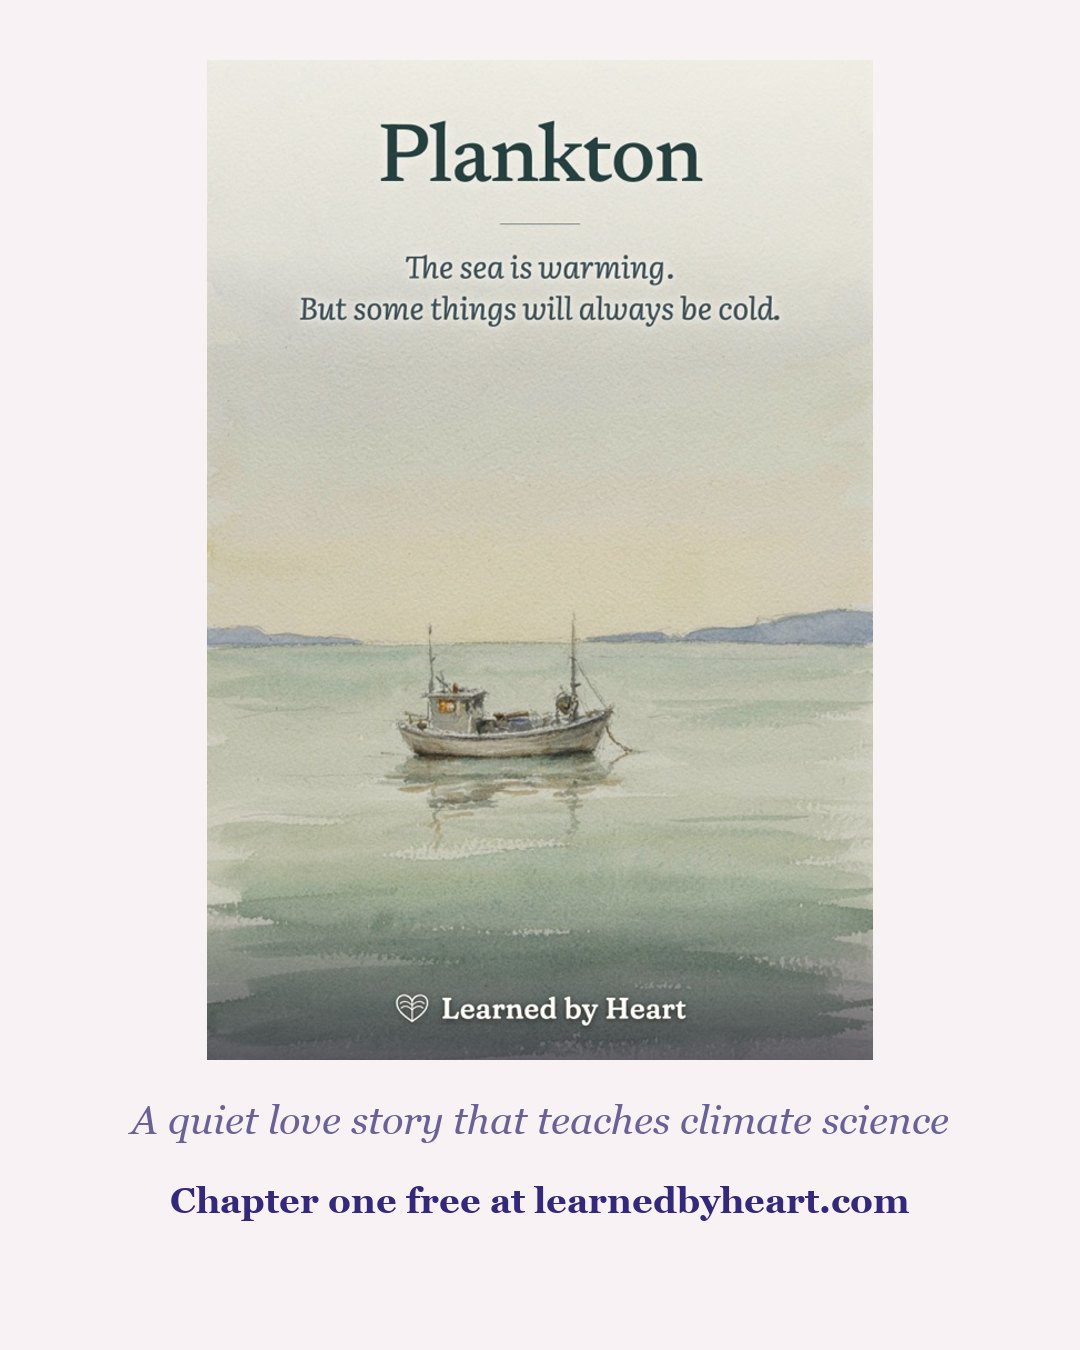 Plankton
The sea is warming.
But some things will always be cold.
Learned by Heart
A quiet love story that teaches climate science
Chapter one free at learnedbyheart.com